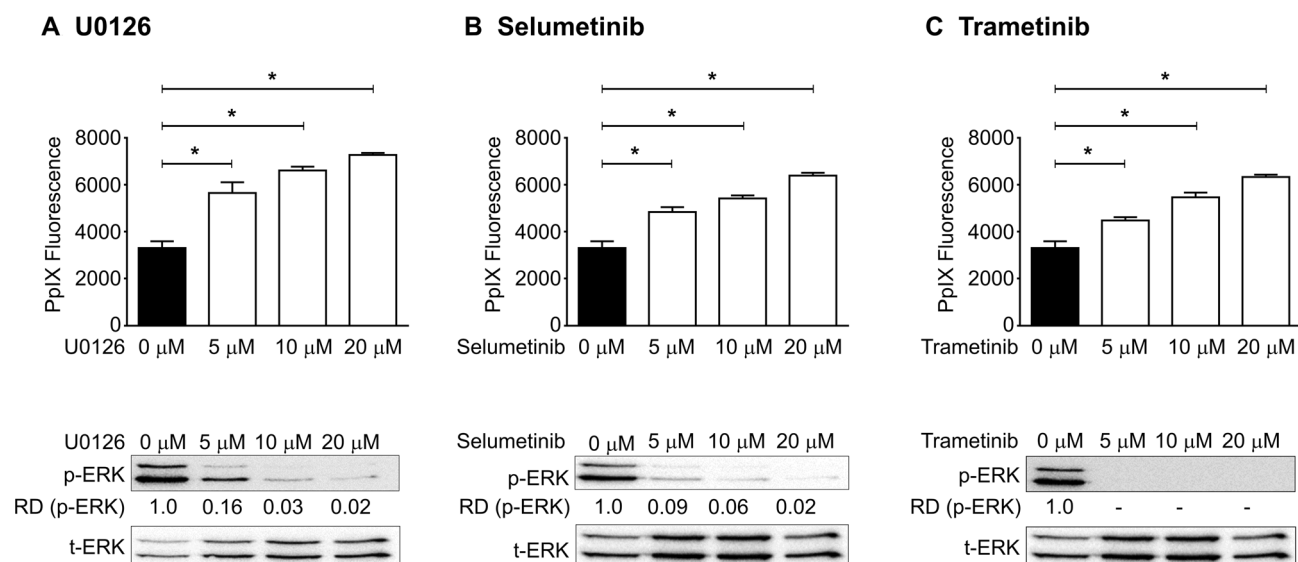 A U0126
*
*
*
PpIX Fluorescence
8000
6000
4000
2000
0
U0126 0 μM 5 μM 10 μM 20 μM
U0126 0 μM 5 μM 10 μM 20 μM
p-ERK
RD (p-ERK) 1.0 0.16 0.03 0.02
t-ERK
B Selumetinib
*
*
*
PpIX Fluorescence
8000
6000
4000
2000
0
Selumetinib 0 μM 5 μM 10 μM 20 μM
Selumetinib 0 μM 5 μM 10 μM 20 μM
p-ERK
RD (p-ERK) 1.0 0.09 0.06 0.02
t-ERK
C Trametinib
*
*
*
PpIX Fluorescence
8000
6000
4000
2000
0
Trametinib 0 μM 5 μM 10 μM 20 μM
Trametinib 0 μM 5 μM 10 μM 20 μM
p-ERK
RD (p-ERK) 1.0 - - -
t-ERK